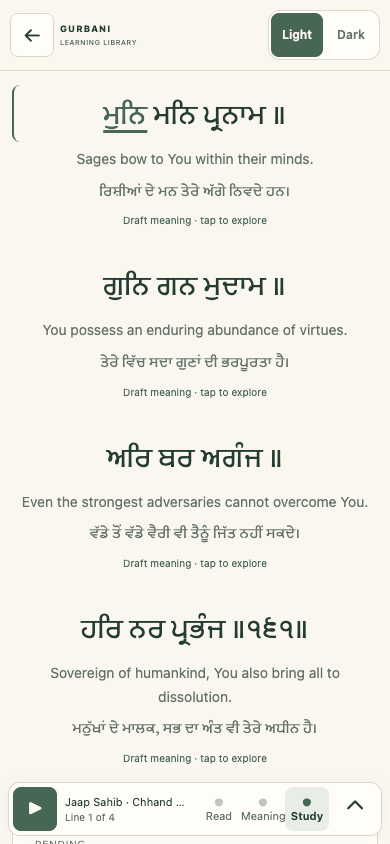 GURBANI
LEARNING LIBRARY
Light Dark
ਮੁਨਿ ਮਨਿ ਪ੍ਰਨਾਮ ॥
Sages bow to You within their minds.
ਰਿਸ਼ੀਆਂ ਦੇ ਮਨ ਤੇਰੇ ਅੱਗੇ ਨਿਵਦੇ ਹਨ।
Draft meaning · tap to explore
ਗੁਨਿ ਗਨ ਮੁਦਾਮ ॥
You possess an enduring abundance of virtues.
ਤੇਰੇ ਵਿੱਚ ਸਦਾ ਗੁਣਾਂ ਦੀ ਭਰਪੂਰਤਾ ਹੈ।
Draft meaning · tap to explore
ਅਰਿ ਬਰ ਅਗੰਜ ॥
Even the strongest adversaries cannot overcome You.
ਵੱਡੇ ਤੋਂ ਵੱਡੇ ਵੈਰੀ ਵੀ ਤੈਨੂੰ ਜਿੱਤ ਨਹੀਂ ਸਕਦੇ।
Draft meaning · tap to explore
ਹਰਿ ਨਰ ਪ੍ਰਭੰਜ ॥੧੬੧॥
Sovereign of humankind, You also bring all to
dissolution.
ਮਨੁੱਖਾਂ ਦੇ ਮਾਲਕ, ਸਭ ਦਾ ਅੰਤ ਵੀ ਤੇਰੇ ਅਧੀਨ ਹੈ।
Draft meaning · tap to explore
Jaap Sahib · Chhand ...
Line 1 of 4
Read Meaning Study
PENDING